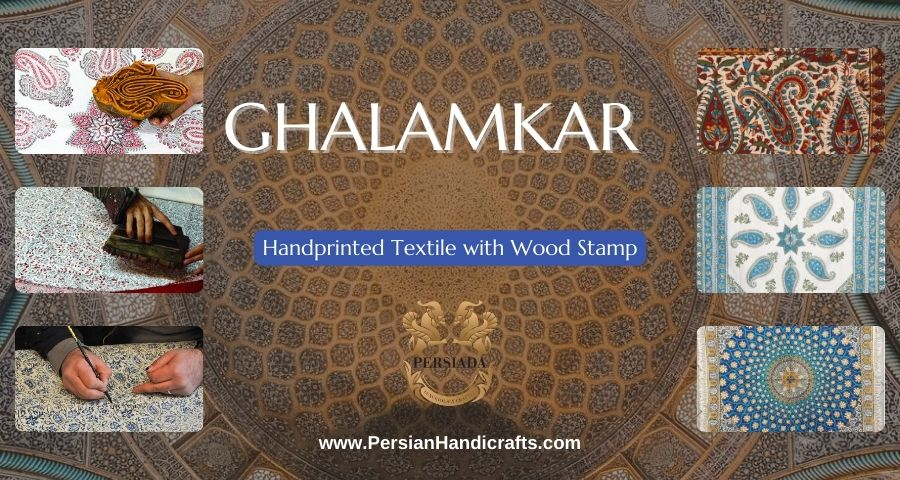 GHALAMKAR
Handprinted Textile with Wood Stamp
PERSIADA
www.PersianHandicrafts.com